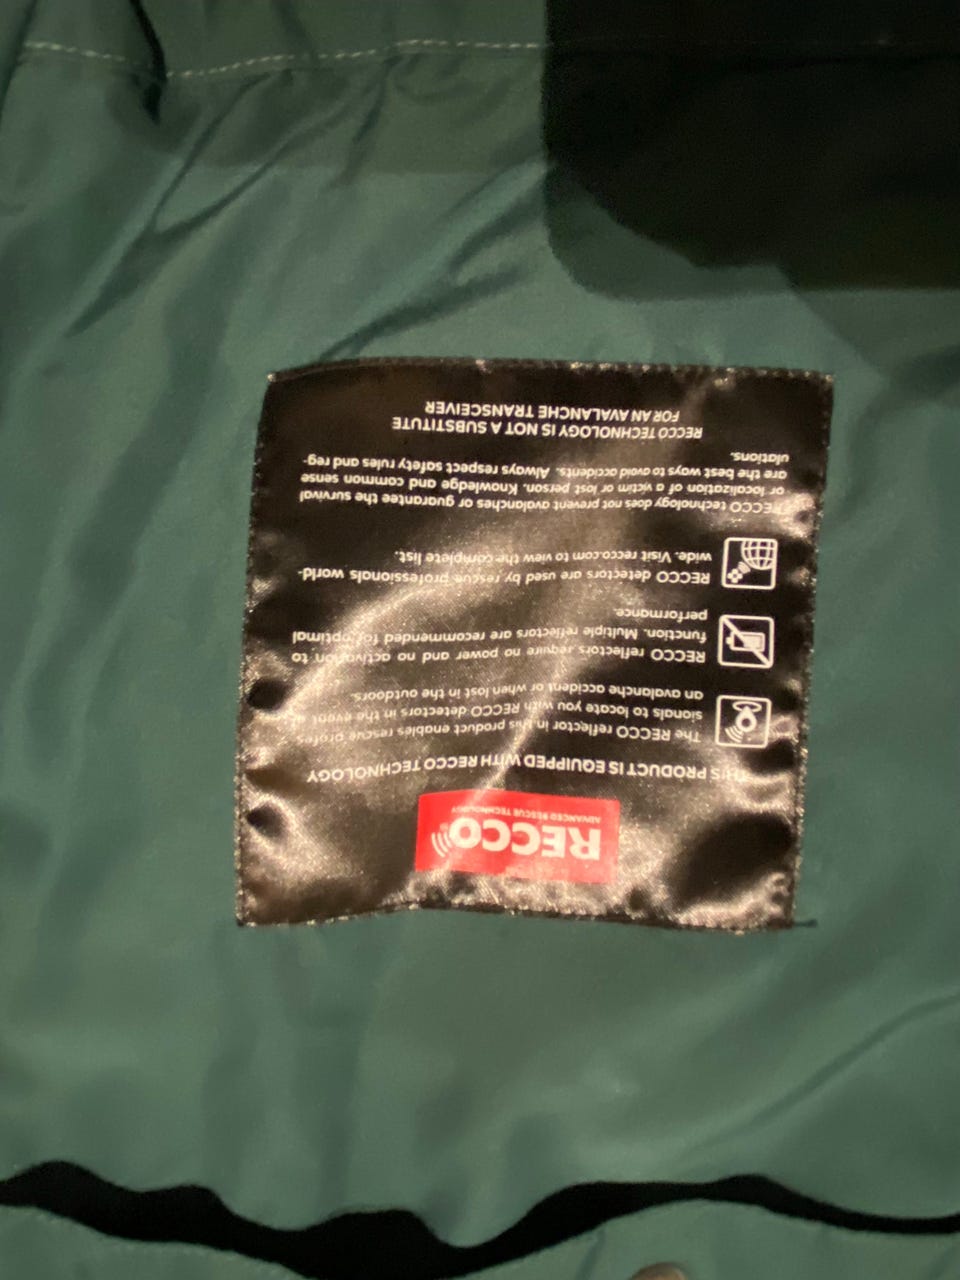 RECCO
ADVANCED RESCUE TECHNOLOGY
THIS PRODUCT IS EQUIPPED WITH RECCO TECHNOLOGY
The RECCO reflector in this product enables rescue profes-
sionals to locate you with RECCO detectors in the event of
an avalanche accident or when lost in the outdoors.
RECCO reflectors require no power and no activation to
function. Multiple reflectors are recommended for optimal
performance.
RECCO detectors are used by rescue professionals world-
wide. Visit recco.com to view the complete list.
RECCO technology does not prevent avalanches or guarantee the survival
or localization of a victim or lost person. Knowledge and common sense
are the best ways to avoid accidents. Always respect safety rules and reg-
ulations.
RECCO TECHNOLOGY IS NOT A SUBSTITUTE
FOR AN AVALANCHE TRANSCEIVER